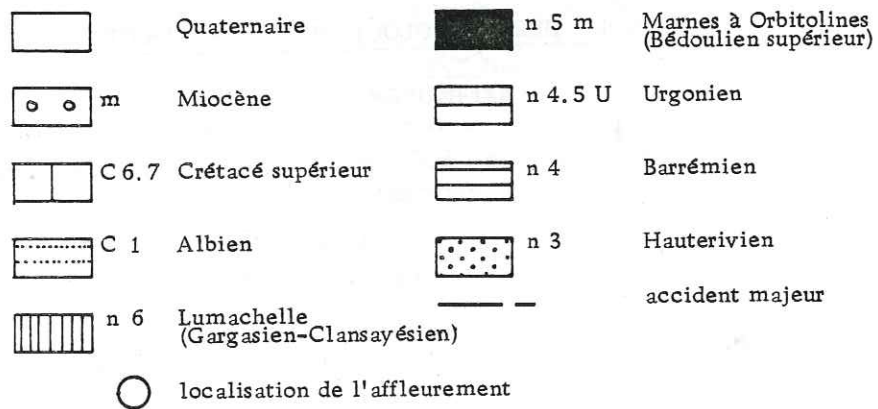 Quaternaire
m Miocène
C 6.7 Crétacé supérieur
C 1 Albien
n 6 Lumachelle
(Gargasien-Clansayésien)
localisation de l'affleurement
n 5 m Marnes à Orbitolines
(Bédoulien supérieur)
n 4.5 U Urgonien
n 4 Barrémien
n 3 Hauterivien
accident majeur